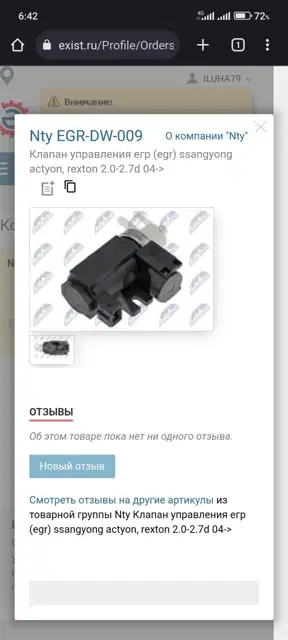 6:42
4G
72%
exist.ru/Profile/Orders
1
ILUHA79
Внимание
Nty EGR-DW-009
О компании "Nty"
Клапан управления егр (egr) ssangyong
actyon, rexton 2.0-2.7d 04->
ОТЗЫВЫ
Об этом товаре пока нет ни одного отзыва.
Новый отзыв
Смотреть отзывы на другие артикулы из
товарной группы Nty Клапан управления егр
(egr) ssangyong actyon, rexton 2.0-2.7d 04->